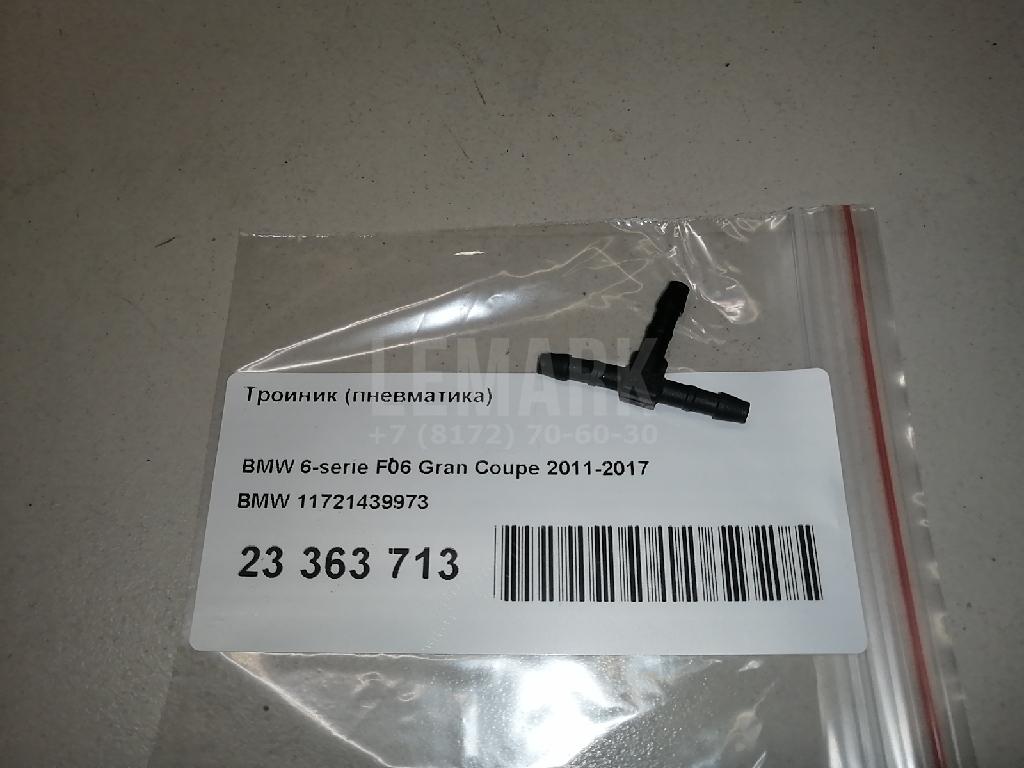 LEMARK
Тройник (пневматика)
+7 (8172) 70-60-30
BMW 6-serie F06 Gran Coupe 2011-2017
BMW 11721439973
23 363 713